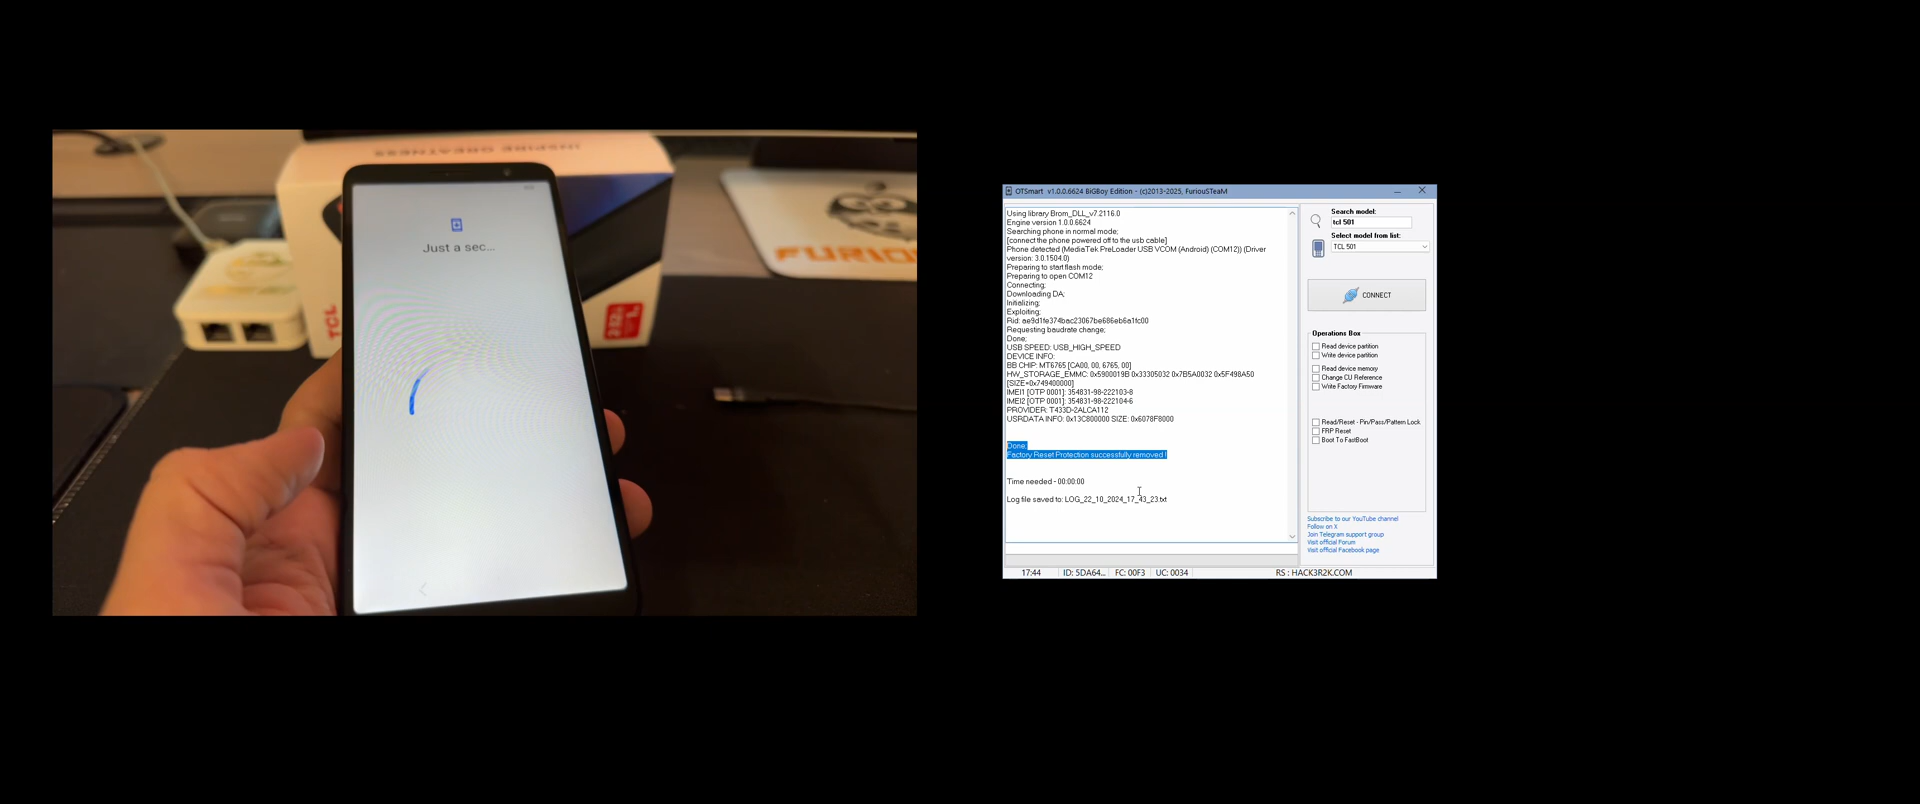 INSPIRE GREATNESS
Just a sec...
TCL
FURIO
OTSmart v1.0.0.6624 BiGBoy Edition - (c)2013-2025, FuriouSTeaM
Using library Brom_DLL_v7.2116.0
Engine version 1.0.0.6624
Searching phone in normal mode;
[connect the phone powered off to the usb cable]
Phone detected (MediaTek PreLoader USB VCOM (Android) (COM12)) (Driver
version: 3.0.1504.0)
Preparing to start flash mode;
Preparing to open COM12
Connecting;
Downloading DA;
Initializing;
Exploiting;
Rid: ae9d1fe374bac23067be686eb6a1fc00
Requesting baudrate change;
Done;
USB SPEED: USB_HIGH_SPEED
DEVICE INFO:
BB CHIP: MT6765 [CA00, 00, 6765, 00]
HW_STORAGE_EMMC: 0x5900019B 0x33305032 0x7B5A0032 0x5F498A50
[SIZE=0x749400000]
IMEI1 [OTP 0001]: 354831-98-222103-8
IMEI2 [OTP 0001]: 354831-98-222104-6
PROVIDER: T433D-2ALCA112
USRDATA INFO: 0x13C800000 SIZE: 0x6078F8000
Done;
Factory Reset Protection successfully removed !
Time needed - 00:00:00
Log file saved to: LOG_22_10_2024_17_43_23.txt
Search model:
tcl 501
Select model from list:
TCL 501
CONNECT
Operations Box
Read device partition
Write device partition
Read device memory
Change CU Reference
Write Factory Firmware
Read/Reset - Pin/Pass/Pattern Lock
FRP Reset
Boot To FastBoot
Subscribe to our YouTube channel
Follow on X
Join Telegram support group
Visit official Forum
Visit official Facebook page
17:44 ID: 5DA64... FC: 00F3 UC: 0034 RS : HACK3R2K.COM